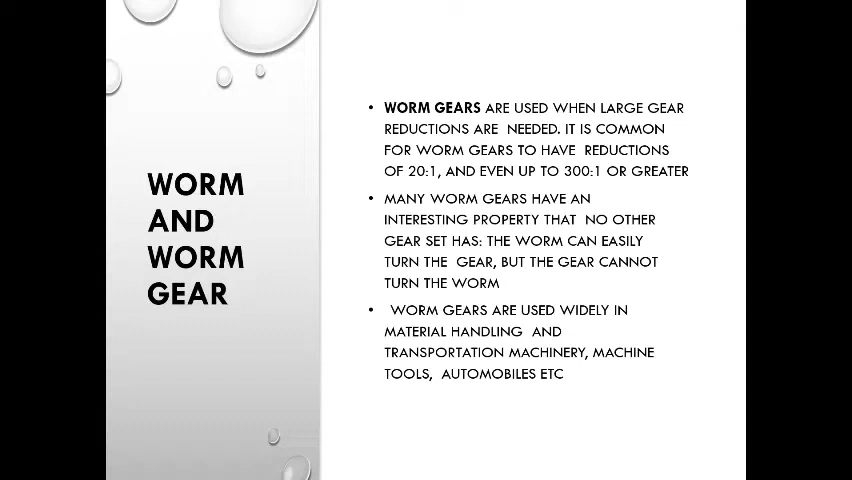 WORM
AND
WORM
GEAR
• WORM GEARS ARE USED WHEN LARGE GEAR
REDUCTIONS ARE NEEDED. IT IS COMMON
FOR WORM GEARS TO HAVE REDUCTIONS
OF 20:1, AND EVEN UP TO 300:1 OR GREATER
• MANY WORM GEARS HAVE AN
INTERESTING PROPERTY THAT NO OTHER
GEAR SET HAS: THE WORM CAN EASILY
TURN THE GEAR, BUT THE GEAR CANNOT
TURN THE WORM
• WORM GEARS ARE USED WIDELY IN
MATERIAL HANDLING AND
TRANSPORTATION MACHINERY, MACHINE
TOOLS, AUTOMOBILES ETC